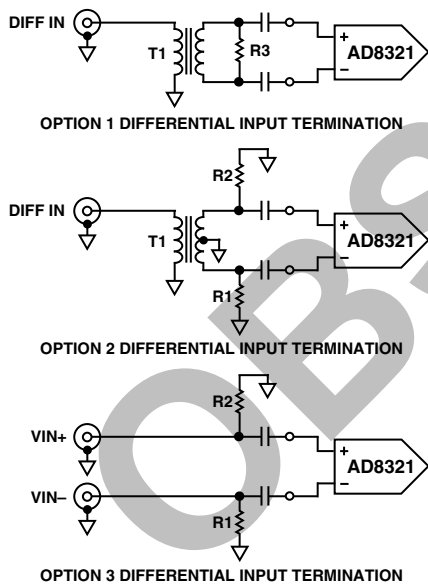 DIFF IN
T1
R3
+
−
AD8321
OPTION 1 DIFFERENTIAL INPUT TERMINATION
R2
DIFF IN
T1
+
−
AD8321
R1
OPTION 2 DIFFERENTIAL INPUT TERMINATION
R2
VIN+
+
−
AD8321
VIN–
R1
OPTION 3 DIFFERENTIAL INPUT TERMINATION
OBS